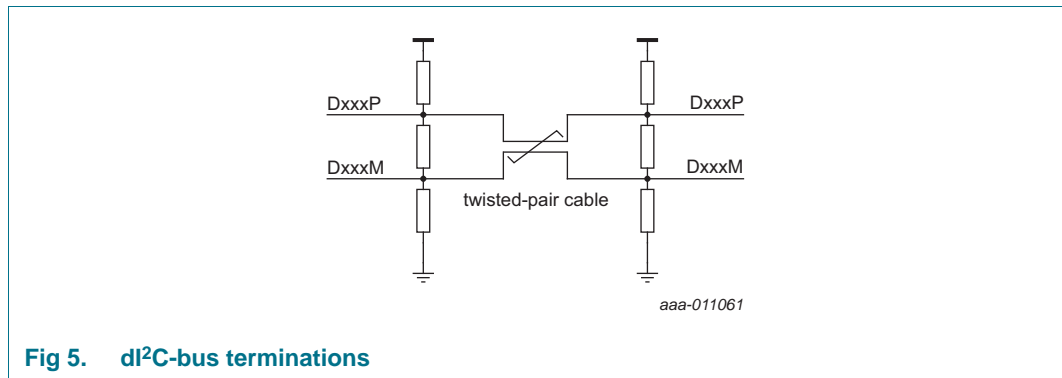 DxxxP DxxxP
DxxxM DxxxM
twisted-pair cable
aaa-011061
Fig 5. dI²C-bus terminations